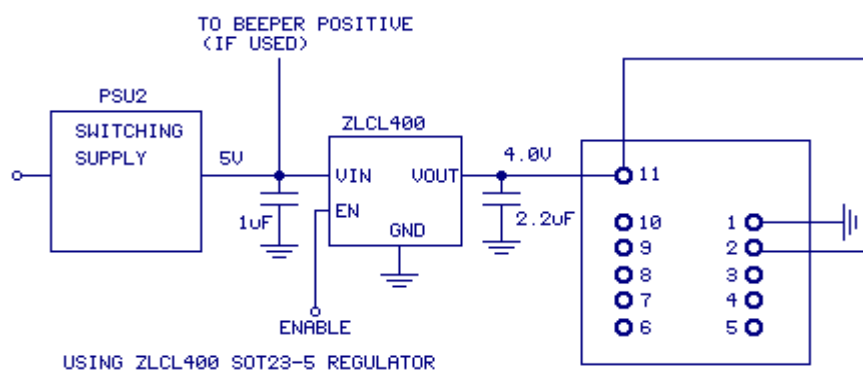 TO BEEPER POSITIVE
(IF USED)
PSU2
SWITCHING
SUPPLY
5V
ZLCL400
VIN
VOUT
EN
GND
1uF
4.0V
2.2uF
ENABLE
11
10
9
8
7
6
1
2
3
4
5
USING ZLCL400 SOT23-5 REGULATOR